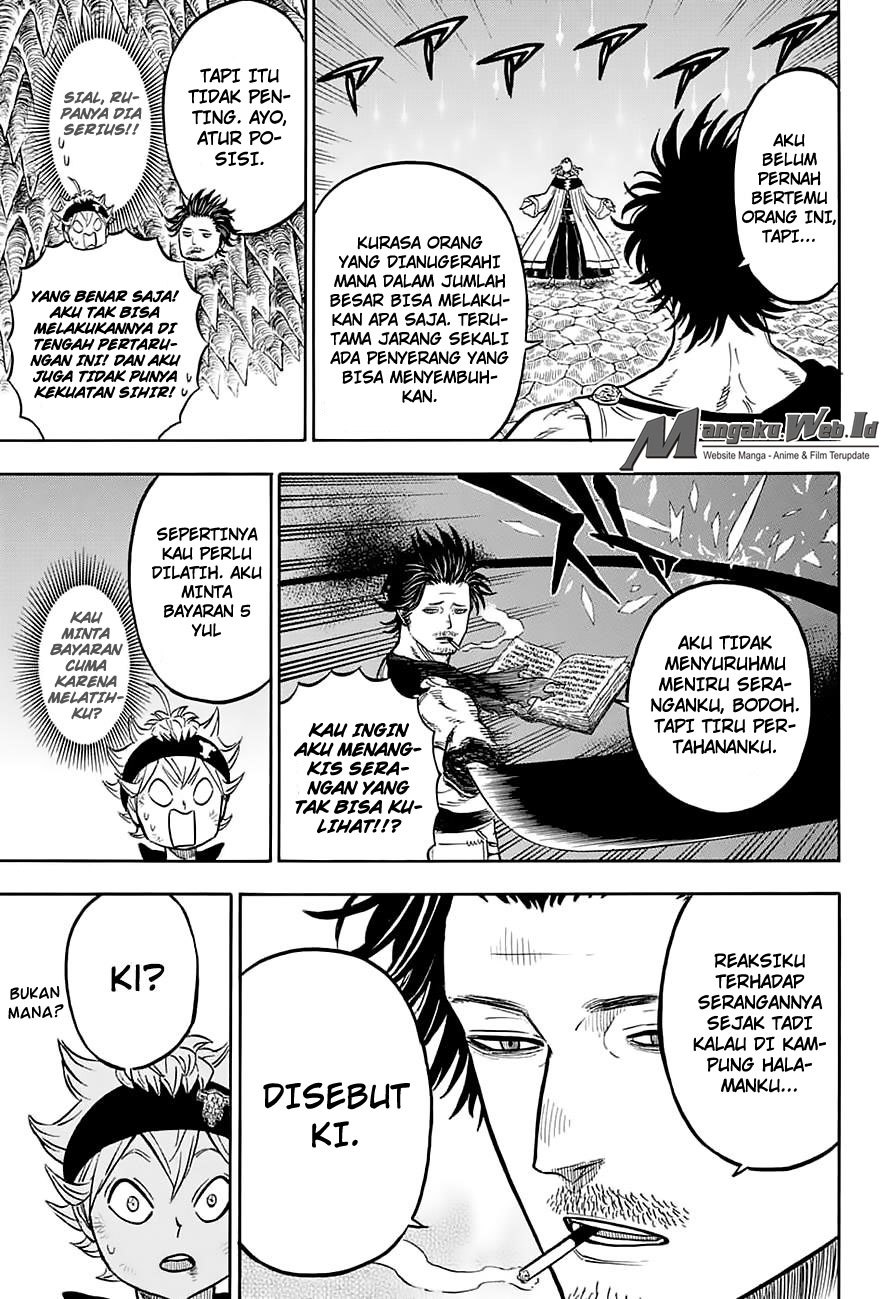 AKU
BELUM
PERNAH
BERTEMU
ORANG INI,
TAPI...
KURASA ORANG
YANG DIANUGERAHI
MANA DALAM JUMLAH
BESAR BISA MELAKU-
KAN APA SAJA. TERU-
TAMA JARANG SEKALI
ADA PENYERANG YANG
BISA MENYEMBUH-
KAN.
TAPI ITU
TIDAK PEN-
TING. AYO,
ATUR PO-
SISI.
SIAL, RU-
PANYA DIA
SERIUS!!
YANG BENAR SAJA!
AKU TAK BISA
MELAKUKANNYA DI
TENGAH PERTARU-
NGAN INI! DAN AKU
JUGA TIDAK PUNYA
KEKUATAN SIHIR!
Mangaku.Web.Id
Website Manga - Anime & Film Terupdate
AKU TIDAK
MENYURUHMU
MENIRU SERA-
NGANKU, BODOH.
TAPI TIRU PER-
TAHANANKU.
KAU INGIN
AKU MENANG-
KIS SERA-
NGAN YANG
TAK BISA KU-
LIHAT!!?
SEPERTINYA
KAU PERLU
DILATIH. AKU
MINTA
BAYARAN 5
YUL
KAU
MINTA
BAYARAN
CUMA
KARENA
MELATIH-
KU?
REAKSIKU
TERHADAP
SERANGANNYA
SEJAK TADI
KALAU DI KAM-
PUNG HALA-
MANKU...
DISEBUT
KI.
KI?
BUKAN
MANA?